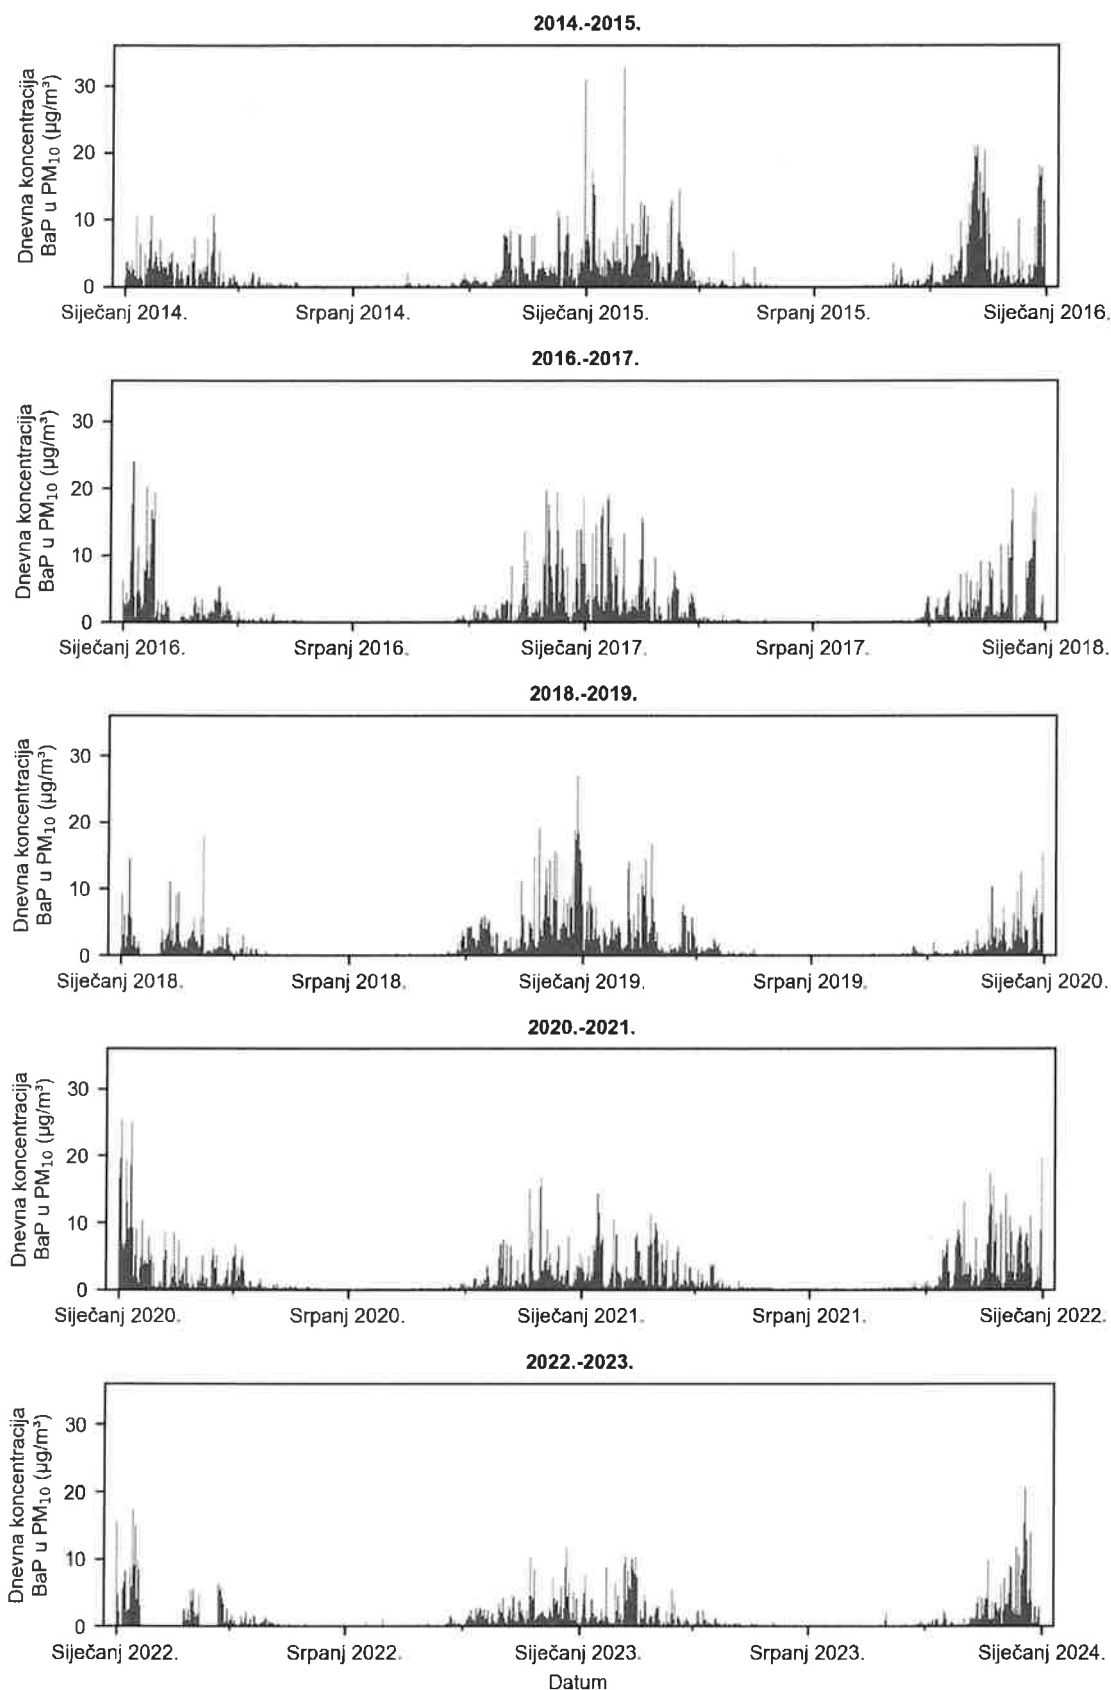 2014.-2015.
Dnevna koncentracija
BaP u PM₁₀ (µg/m³)
30
20
10
0
Siječanj 2014.
Srpanj 2014.
Siječanj 2015.
Srpanj 2015.
Siječanj 2016.
2016.-2017.
Dnevna koncentracija
BaP u PM₁₀ (µg/m³)
30
20
10
0
Siječanj 2016.
Srpanj 2016.
Siječanj 2017.
Srpanj 2017.
Siječanj 2018.
2018.-2019.
Dnevna koncentracija
BaP u PM₁₀ (µg/m³)
30
20
10
0
Siječanj 2018.
Srpanj 2018.
Siječanj 2019.
Srpanj 2019.
Siječanj 2020.
2020.-2021.
Dnevna koncentracija
BaP u PM₁₀ (µg/m³)
30
20
10
0
Siječanj 2020.
Srpanj 2020.
Siječanj 2021.
Srpanj 2021.
Siječanj 2022.
2022.-2023.
Dnevna koncentracija
BaP u PM₁₀ (µg/m³)
30
20
10
0
Siječanj 2022.
Srpanj 2022.
Siječanj 2023.
Srpanj 2023.
Siječanj 2024.
Datum